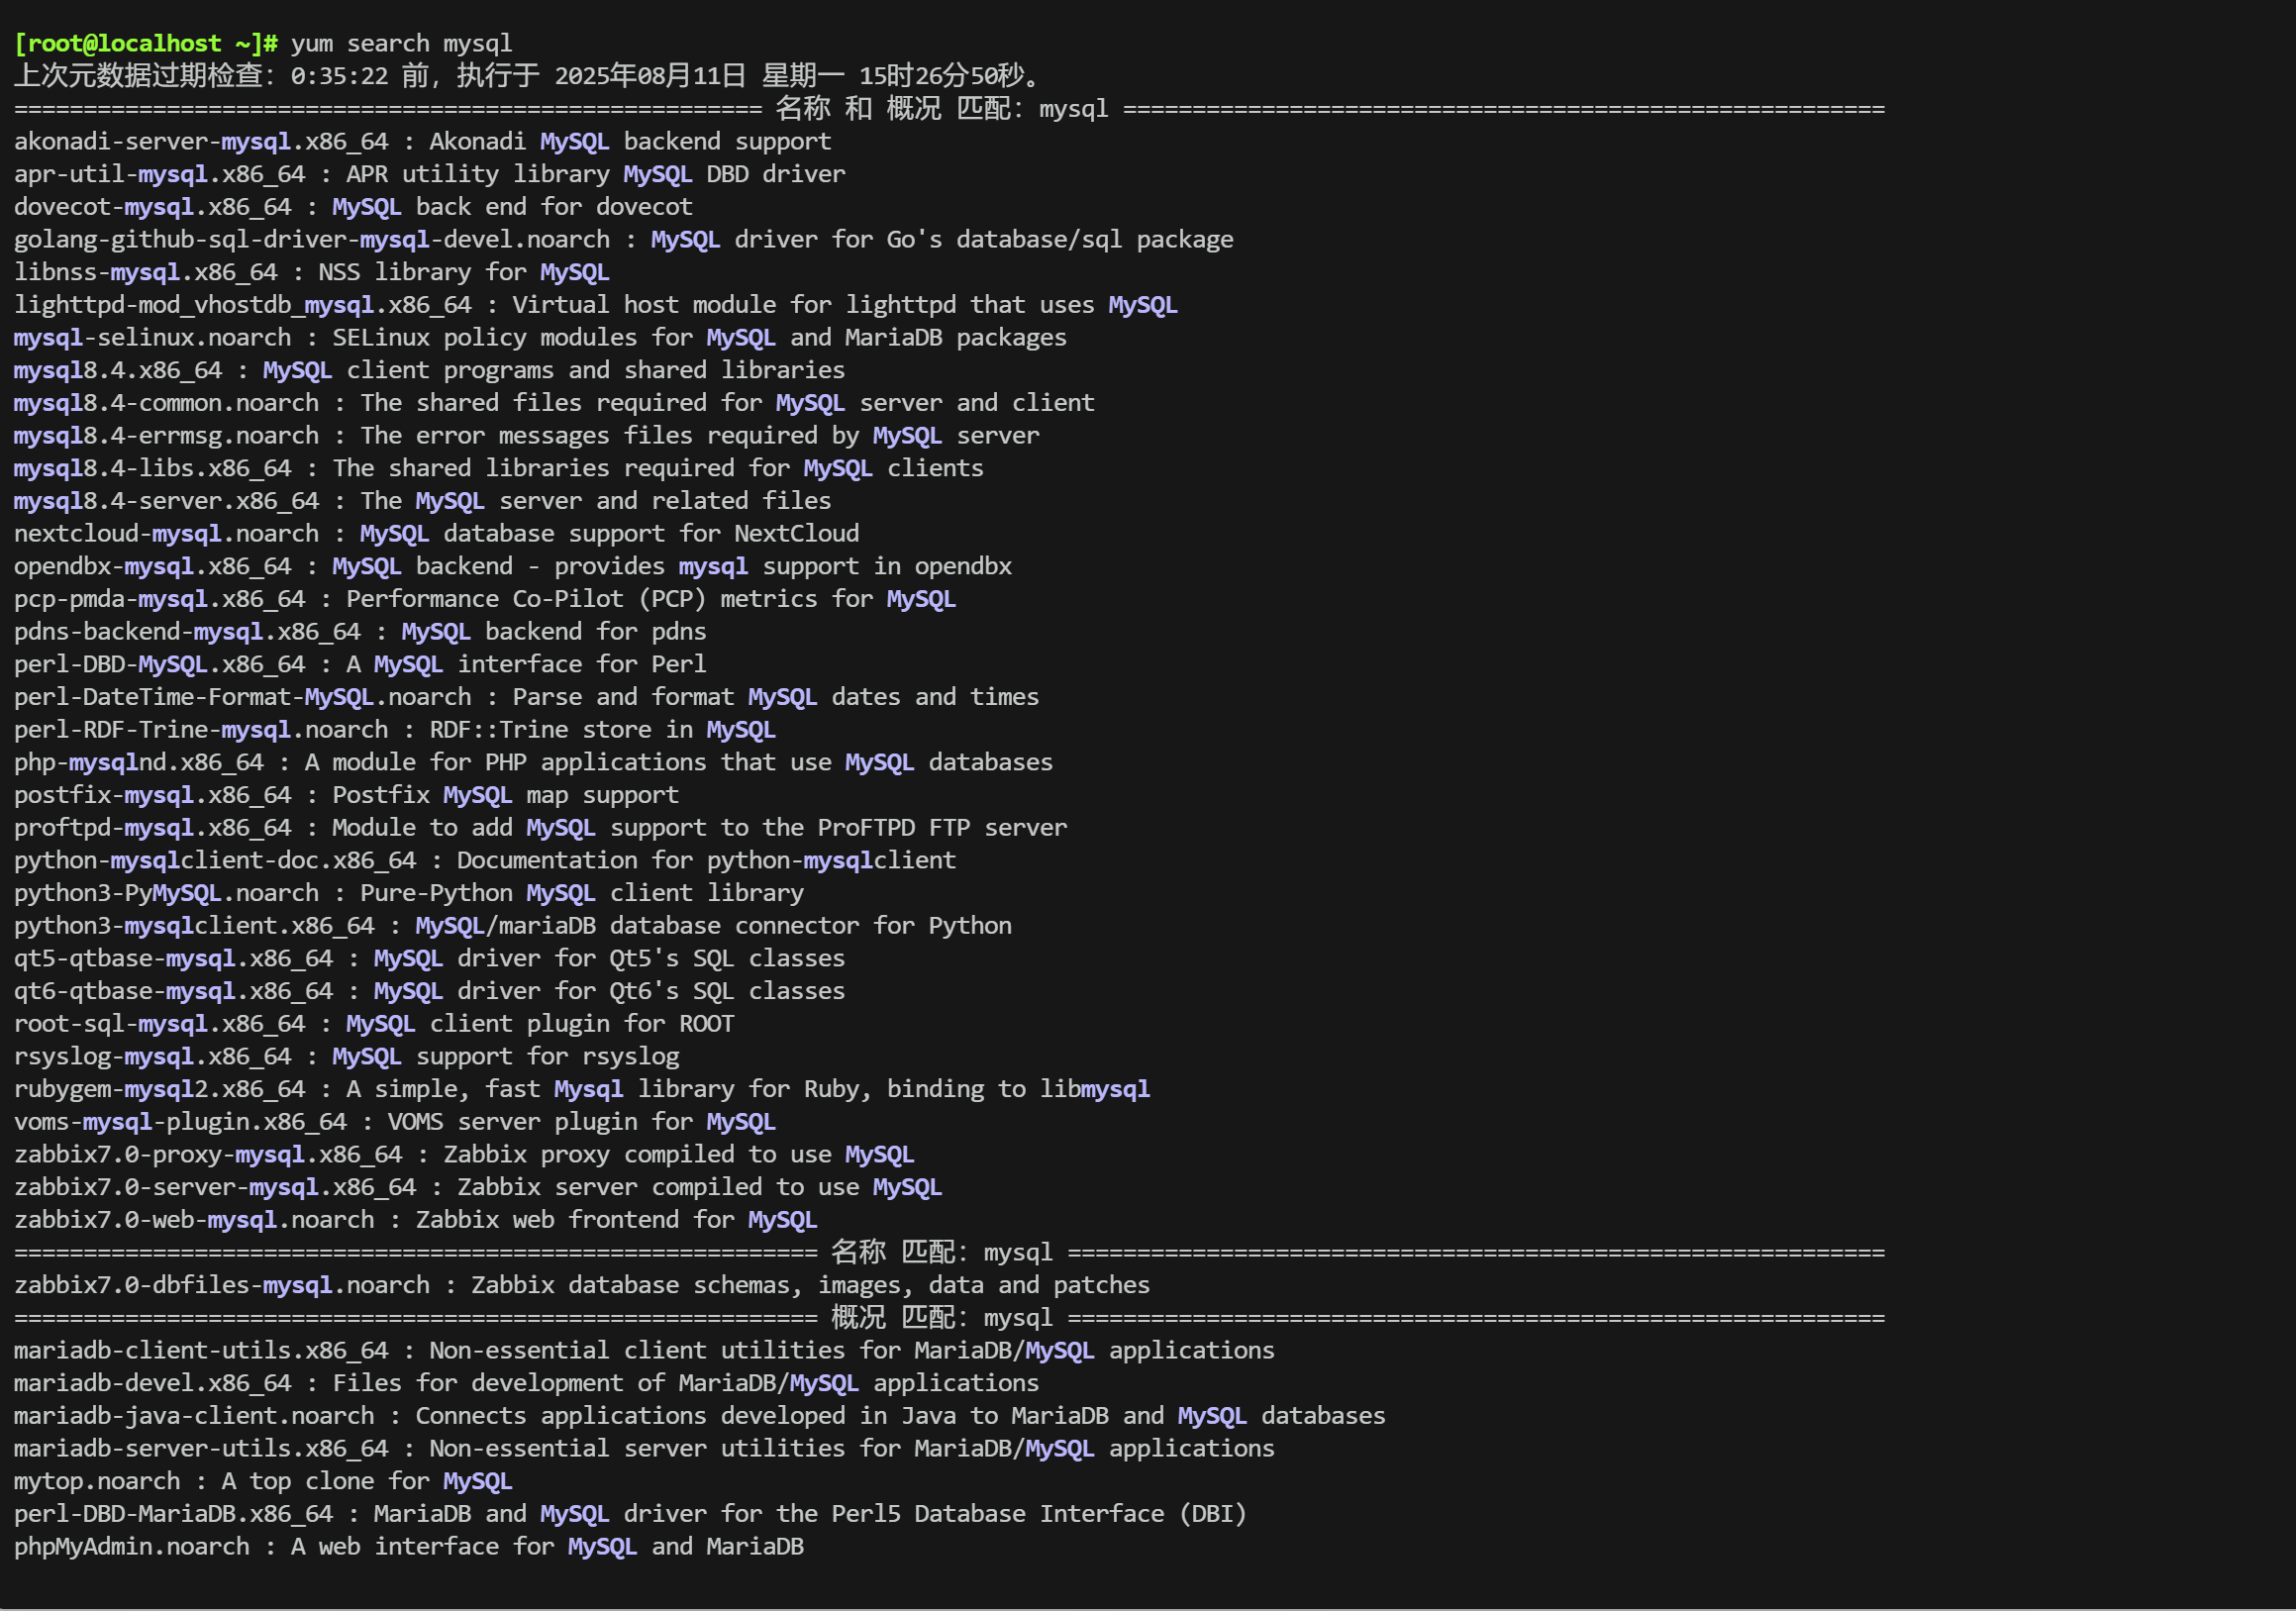 [root@localhost ~]# yum search mysql
上次元数据过期检查：0:35:22 前，执行于 2025年08月11日 星期一 15时26分50秒。
====================================================== 名称 和 概况 匹配：mysql =======================================================
akonadi-server-mysql.x86_64 : Akonadi MySQL backend support
apr-util-mysql.x86_64 : APR utility library MySQL DBD driver
dovecot-mysql.x86_64 : MySQL back end for dovecot
golang-github-sql-driver-mysql-devel.noarch : MySQL driver for Go's database/sql package
libnss-mysql.x86_64 : NSS library for MySQL
lighttpd-mod_vhostdb_mysql.x86_64 : Virtual host module for lighttpd that uses MySQL
mysql-selinux.noarch : SELinux policy modules for MySQL and MariaDB packages
mysql8.4.x86_64 : MySQL client programs and shared libraries
mysql8.4-common.noarch : The shared files required for MySQL server and client
mysql8.4-errmsg.noarch : The error messages files required by MySQL server
mysql8.4-libs.x86_64 : The shared libraries required for MySQL clients
mysql8.4-server.x86_64 : The MySQL server and related files
nextcloud-mysql.noarch : MySQL database support for NextCloud
opendbx-mysql.x86_64 : MySQL backend - provides mysql support in opendbx
pcp-pmda-mysql.x86_64 : Performance Co-Pilot (PCP) metrics for MySQL
pdns-backend-mysql.x86_64 : MySQL backend for pdns
perl-DBD-MySQL.x86_64 : A MySQL interface for Perl
perl-DateTime-Format-MySQL.noarch : Parse and format MySQL dates and times
perl-RDF-Trine-mysql.noarch : RDF::Trine store in MySQL
php-mysqlnd.x86_64 : A module for PHP applications that use MySQL databases
postfix-mysql.x86_64 : Postfix MySQL map support
proftpd-mysql.x86_64 : Module to add MySQL support to the ProFTPD FTP server
python-mysqlclient-doc.x86_64 : Documentation for python-mysqlclient
python3-PyMySQL.noarch : Pure-Python MySQL client library
python3-mysqlclient.x86_64 : MySQL/mariaDB database connector for Python
qt5-qtbase-mysql.x86_64 : MySQL driver for Qt5's SQL classes
qt6-qtbase-mysql.x86_64 : MySQL driver for Qt6's SQL classes
root-sql-mysql.x86_64 : MySQL client plugin for ROOT
rsyslog-mysql.x86_64 : MySQL support for rsyslog
rubygem-mysql2.x86_64 : A simple, fast Mysql library for Ruby, binding to libmysql
voms-mysql-plugin.x86_64 : VOMS server plugin for MySQL
zabbix7.0-proxy-mysql.x86_64 : Zabbix proxy compiled to use MySQL
zabbix7.0-server-mysql.x86_64 : Zabbix server compiled to use MySQL
zabbix7.0-web-mysql.noarch : Zabbix web frontend for MySQL
========================================================== 名称 匹配：mysql ===========================================================
zabbix7.0-dbfiles-mysql.noarch : Zabbix database schemas, images, data and patches
========================================================== 概况 匹配：mysql ===========================================================
mariadb-client-utils.x86_64 : Non-essential client utilities for MariaDB/MySQL applications
mariadb-devel.x86_64 : Files for development of MariaDB/MySQL applications
mariadb-java-client.noarch : Connects applications developed in Java to MariaDB and MySQL databases
mariadb-server-utils.x86_64 : Non-essential server utilities for MariaDB/MySQL applications
mytop.noarch : A top clone for MySQL
perl-DBD-MariaDB.x86_64 : MariaDB and MySQL driver for the Perl5 Database Interface (DBI)
phpMyAdmin.noarch : A web interface for MySQL and MariaDB